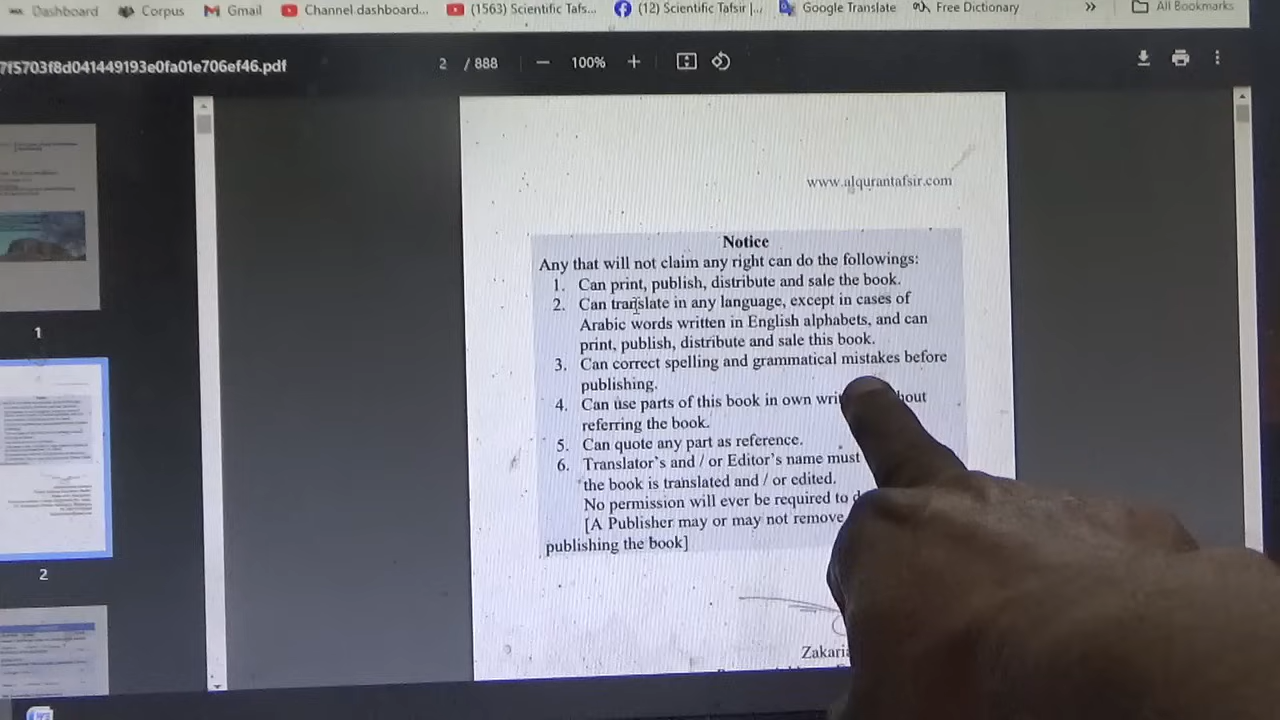 Dashboard Corpus Gmail Channel dashboard... (1563) Scientific Tafs... (12) Scientific Tafsir |... Google Translate Free Dictionary » All Bookmarks
7f5703f8d041449193e0fa01e706ef46.pdf 2 / 888 — 100% +
www.alqurantafsir.com
Notice
Any that will not claim any right can do the followings:
1. Can print, publish, distribute and sale the book.
2. Can translate in any language, except in cases of
Arabic words written in English alphabets, and can
print, publish, distribute and sale this book.
3. Can correct spelling and grammatical mistakes before
publishing.
4. Can use parts of this book in own
referring the book.
5. Can quote any part as reference.
6. Translator's and / or Editor's name must
the book is translated and / or edited.
No permission will ever be required to
[A Publisher may or may not remove
publishing the book]
1
2